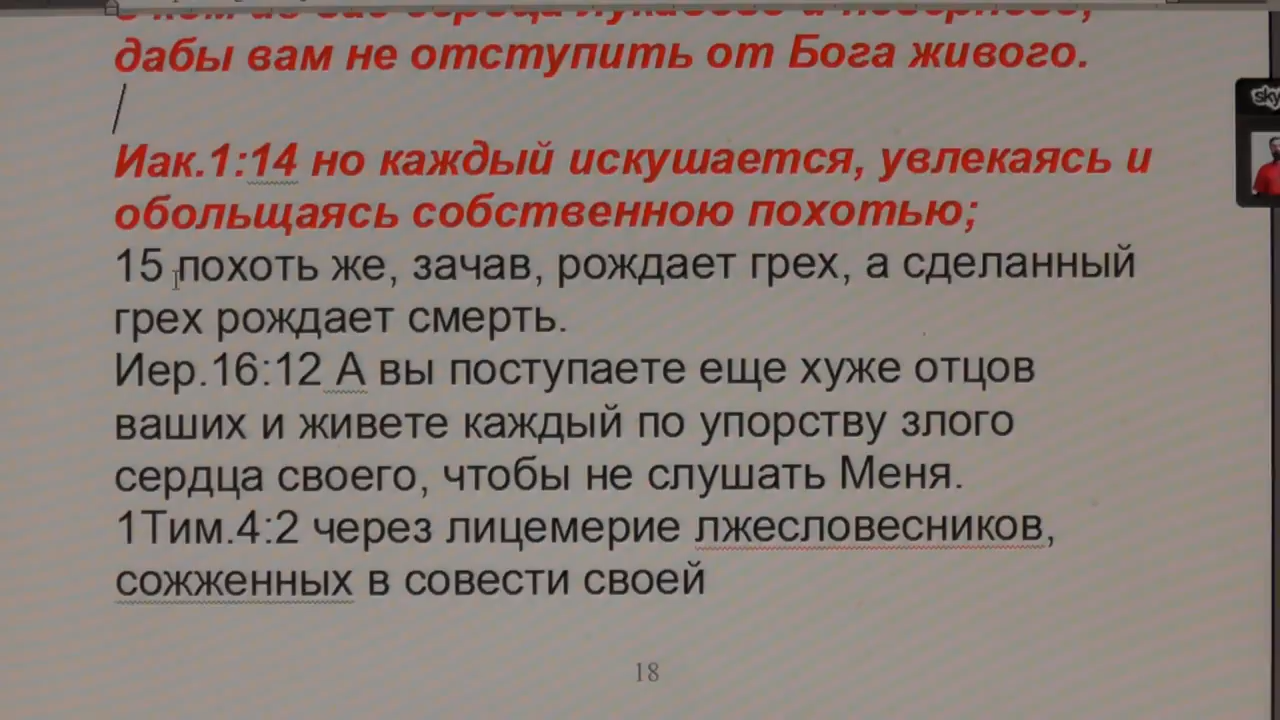 дабы вам не отступить от Бога живого.
/
Иак.1:14 но каждый искушается, увлекаясь и
обольщаясь собственною похотью;
15 похоть же, зачав, рождает грех, а сделанный
грех рождает смерть.
Иер.16:12 А вы поступаете еще хуже отцов
ваших и живете каждый по упорству злого
сердца своего, чтобы не слушать Меня.
1Тим.4:2 через лицемерие лжесловесников,
сожженных в совести своей
18
sky